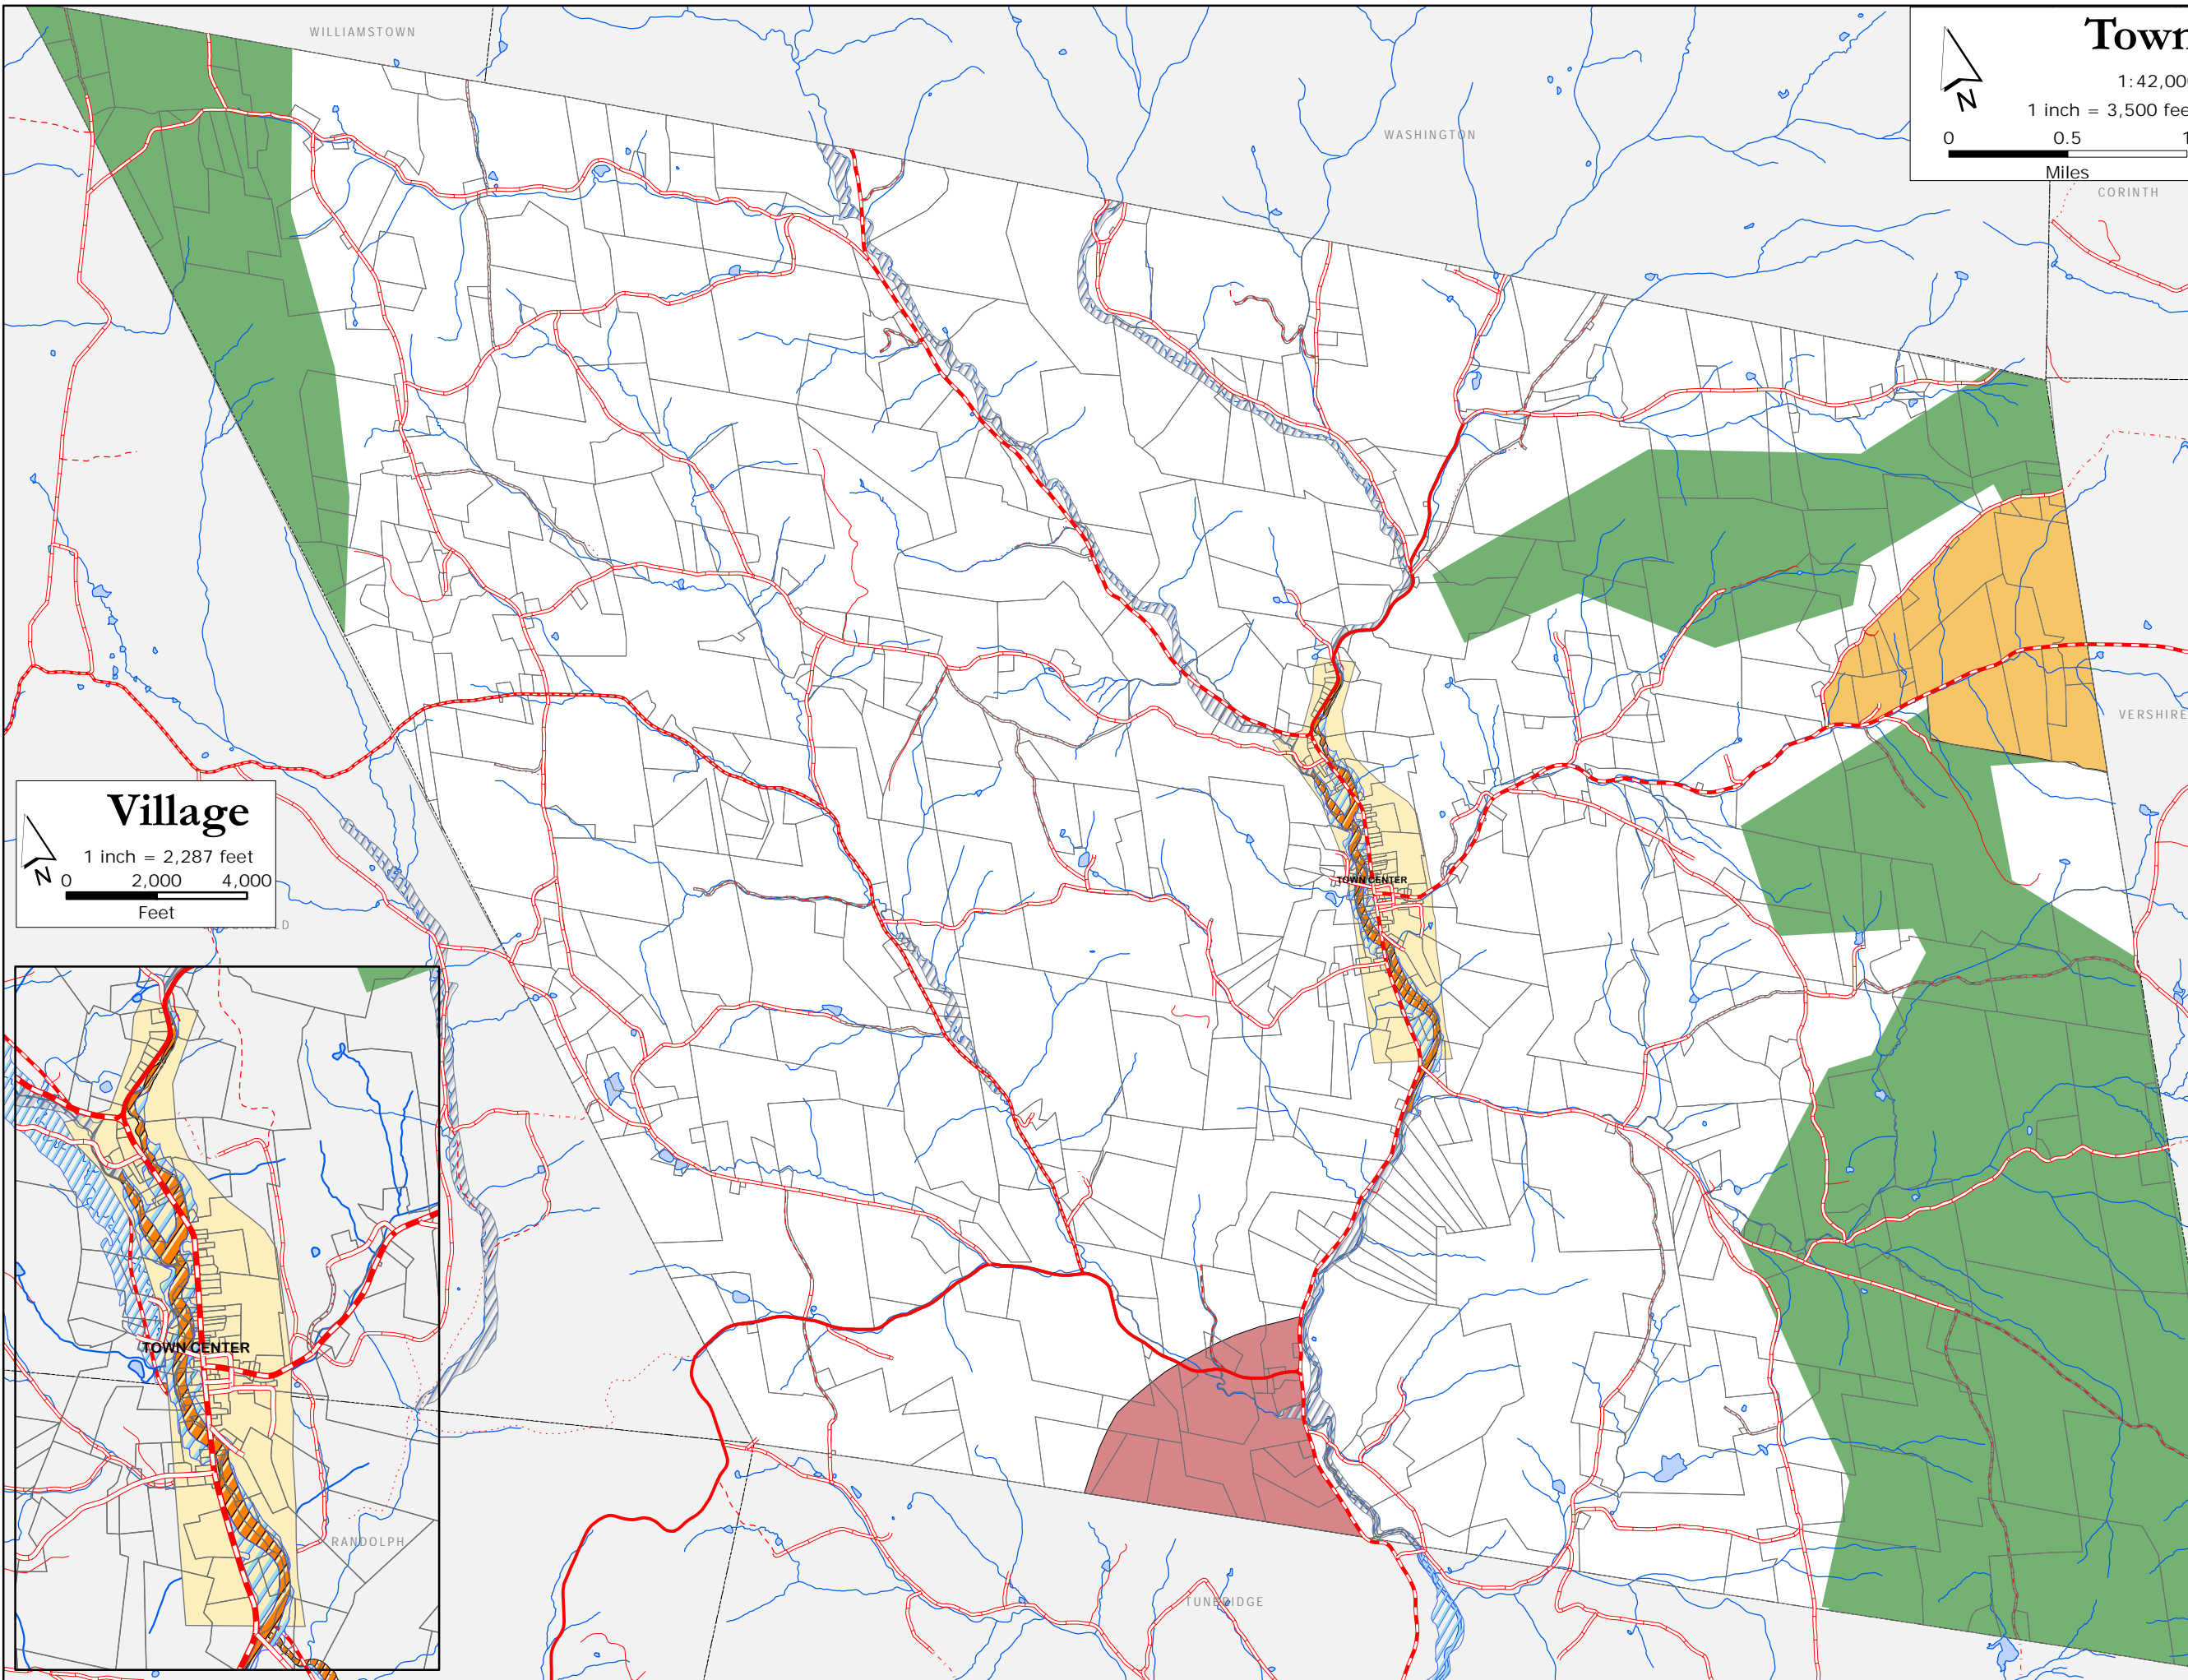 WILLIAMSTOWN
WASHINGTON
Town
N
1:42,00
1 inch = 3,500 fee
0 0.5 1
Miles
CORINTH
VERSHIRE
Village
N
1 inch = 2,287 feet
0 2,000 4,000
Feet
TOWN CENTER
TOWN CENTER
RANDOLPH
TUNBRIDGE